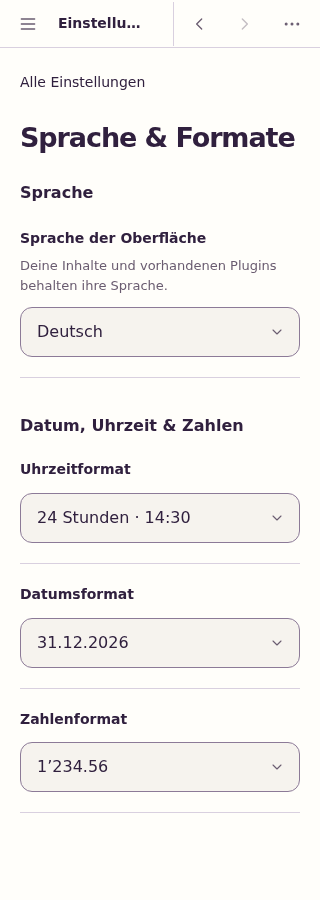 Einstellu…
Alle Einstellungen
Sprache & Formate
Sprache
Sprache der Oberfläche
Deine Inhalte und vorhandenen Plugins
behalten ihre Sprache.
Deutsch
Datum, Uhrzeit & Zahlen
Uhrzeitformat
24 Stunden · 14:30
Datumsformat
31.12.2026
Zahlenformat
1’234.56